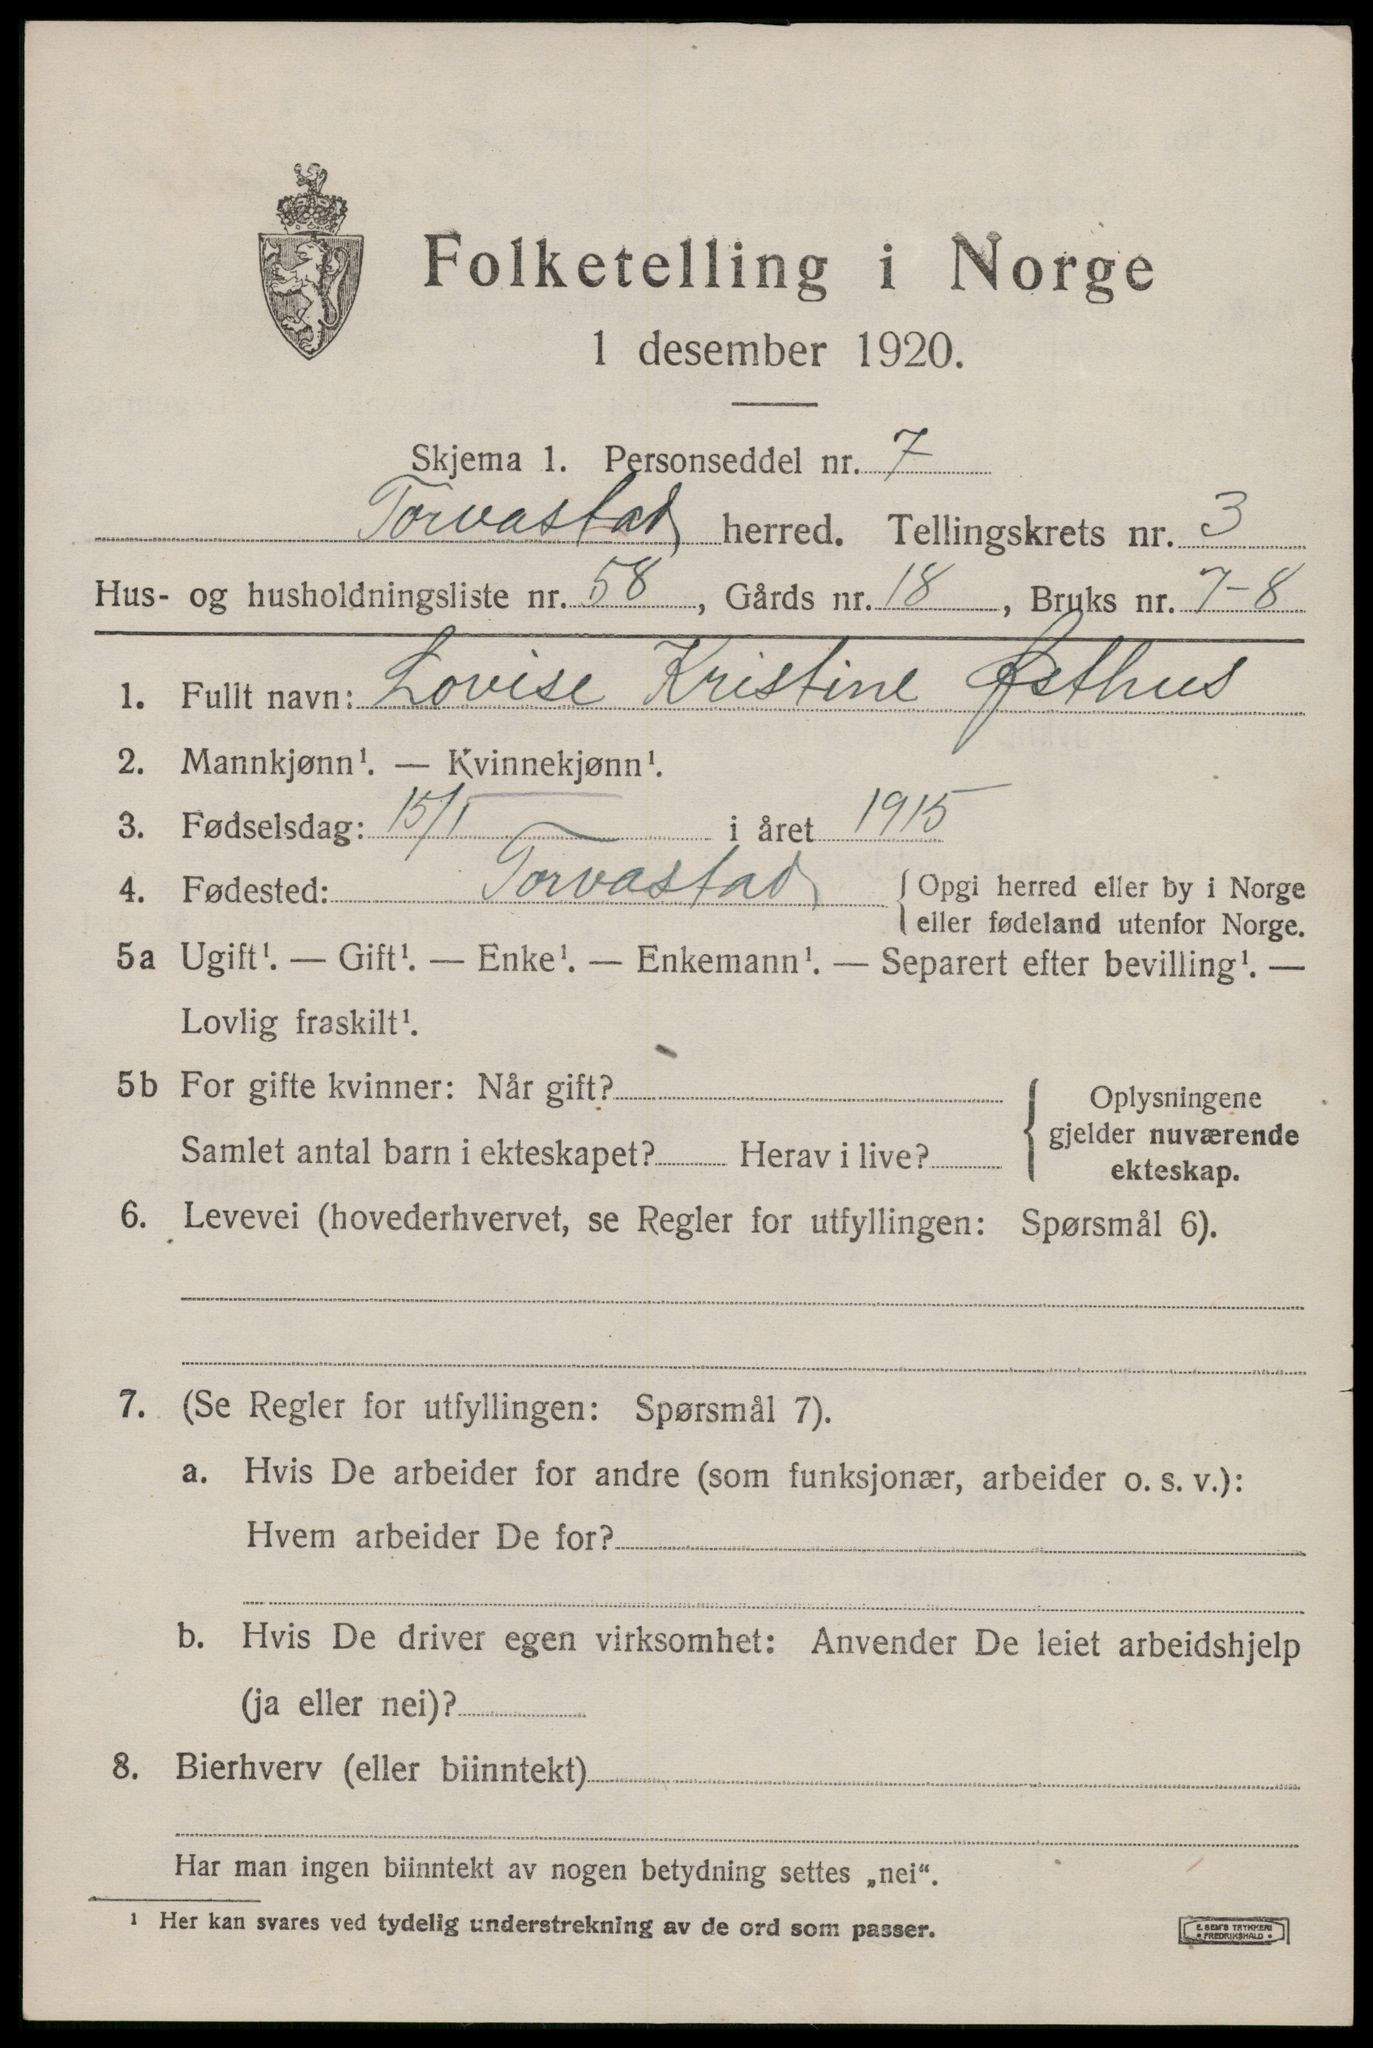 Folketelling i Norge
1 desember 1920.
Skjema 1. Personseddel nr. 7
Torvastad herred. Tellingskrets nr. 3
Hus- og husholdningsliste nr. 58, Gårds nr. 18, Bruks nr. 7-8
1. Fullt navn: Lovise Kristine Østhus
2. Mannkjønn¹. — Kvinnekjønn¹.
3. Fødselsdag: 15/1 i året 1915
4. Fødested: Torvastad { Opgi herred eller by i Norge
eller fødeland utenfor Norge.
5a Ugift¹. — Gift¹. — Enke¹. — Enkemann¹. — Separert efter bevilling¹. —
Lovlig fraskilt¹.
5b For gifte kvinner: Når gift?
Samlet antal barn i ekteskapet? Herav i live?
{ Oplysningene
gjelder nuværende
ekteskap.
6. Levevei (hovederhvervet, se Regler for utfyllingen: Spørsmål 6).
7. (Se Regler for utfyllingen: Spørsmål 7).
a. Hvis De arbeider for andre (som funksjonær, arbeider o. s. v.):
Hvem arbeider De for?
b. Hvis De driver egen virksomhet: Anvender De leiet arbeidshjelp
(ja eller nei)?
8. Bierhverv (eller biinntekt)
Har man ingen biinntekt av nogen betydning settes „nei“.
¹ Her kan svares ved tydelig understrekning av de ord som passer.
E. SEM'S TRYKKERI
• FREDRIKSHALD •